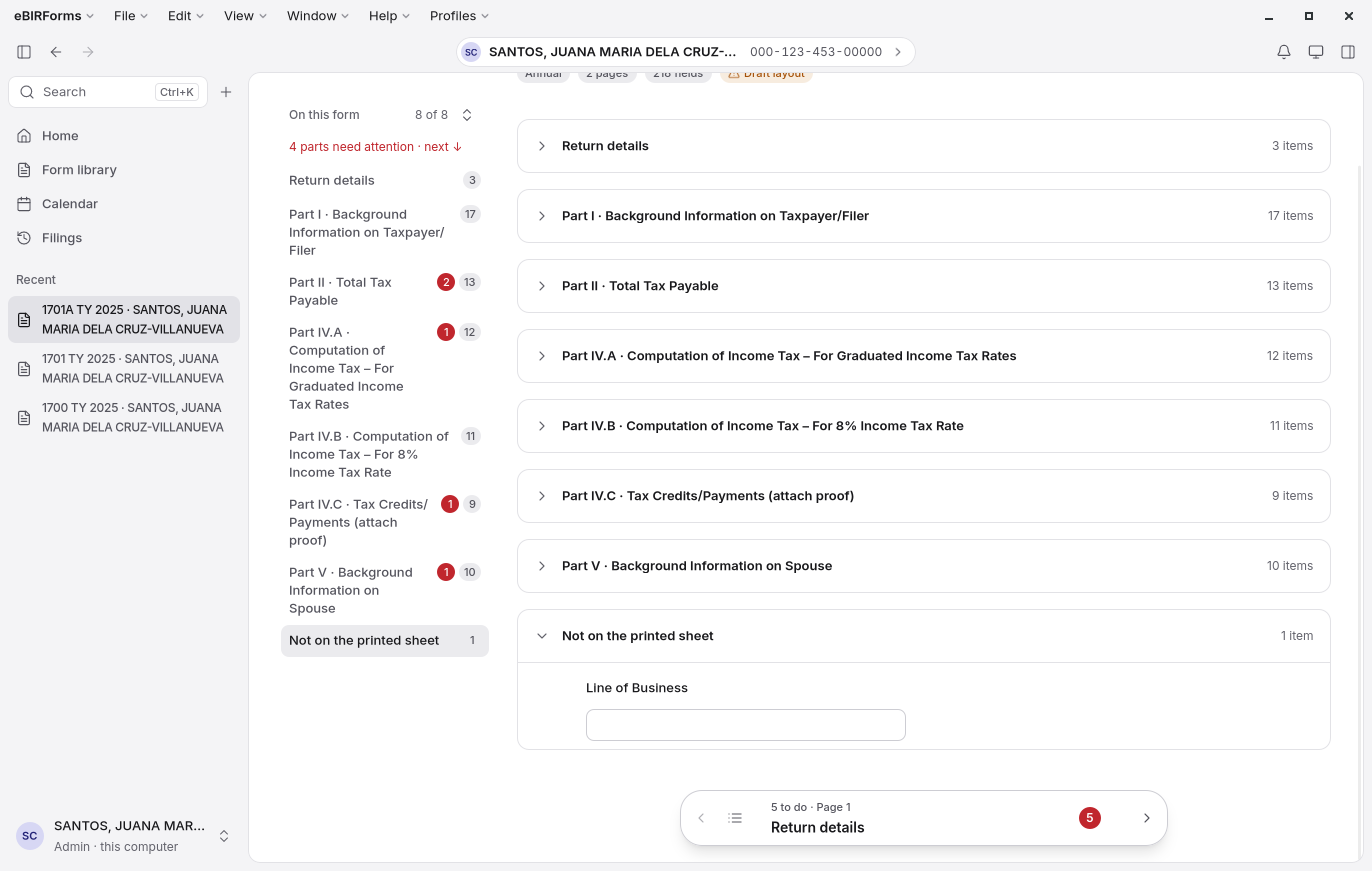 eBIRForms
File
Edit
View
Window
Help
Profiles
SC
SANTOS, JUANA MARIA DELA CRUZ-...
000-123-453-00000
Search
Ctrl+K
Home
Form library
Calendar
Filings
Recent
1701A TY 2025 · SANTOS, JUANA
MARIA DELA CRUZ-VILLANUEVA
1701 TY 2025 · SANTOS, JUANA
MARIA DELA CRUZ-VILLANUEVA
1700 TY 2025 · SANTOS, JUANA
MARIA DELA CRUZ-VILLANUEVA
SC
SANTOS, JUANA MAR...
Admin · this computer
On this form
8 of 8
4 parts need attention · next ↓
Return details
3
Part I · Background
17
Information on Taxpayer/
Filer
Part II · Total Tax
2
13
Payable
Part IV.A ·
1
12
Computation of
Income Tax – For
Graduated Income
Tax Rates
Part IV.B · Computation of
11
Income Tax – For 8%
Income Tax Rate
Part IV.C · Tax Credits/
1
9
Payments (attach
proof)
Part V · Background
1
10
Information on
Spouse
Not on the printed sheet
1
Annual
2 pages
218 fields
Draft layout
Return details
3 items
Part I · Background Information on Taxpayer/Filer
17 items
Part II · Total Tax Payable
13 items
Part IV.A · Computation of Income Tax – For Graduated Income Tax Rates
12 items
Part IV.B · Computation of Income Tax – For 8% Income Tax Rate
11 items
Part IV.C · Tax Credits/Payments (attach proof)
9 items
Part V · Background Information on Spouse
10 items
Not on the printed sheet
1 item
Line of Business
5 to do · Page 1
Return details
5